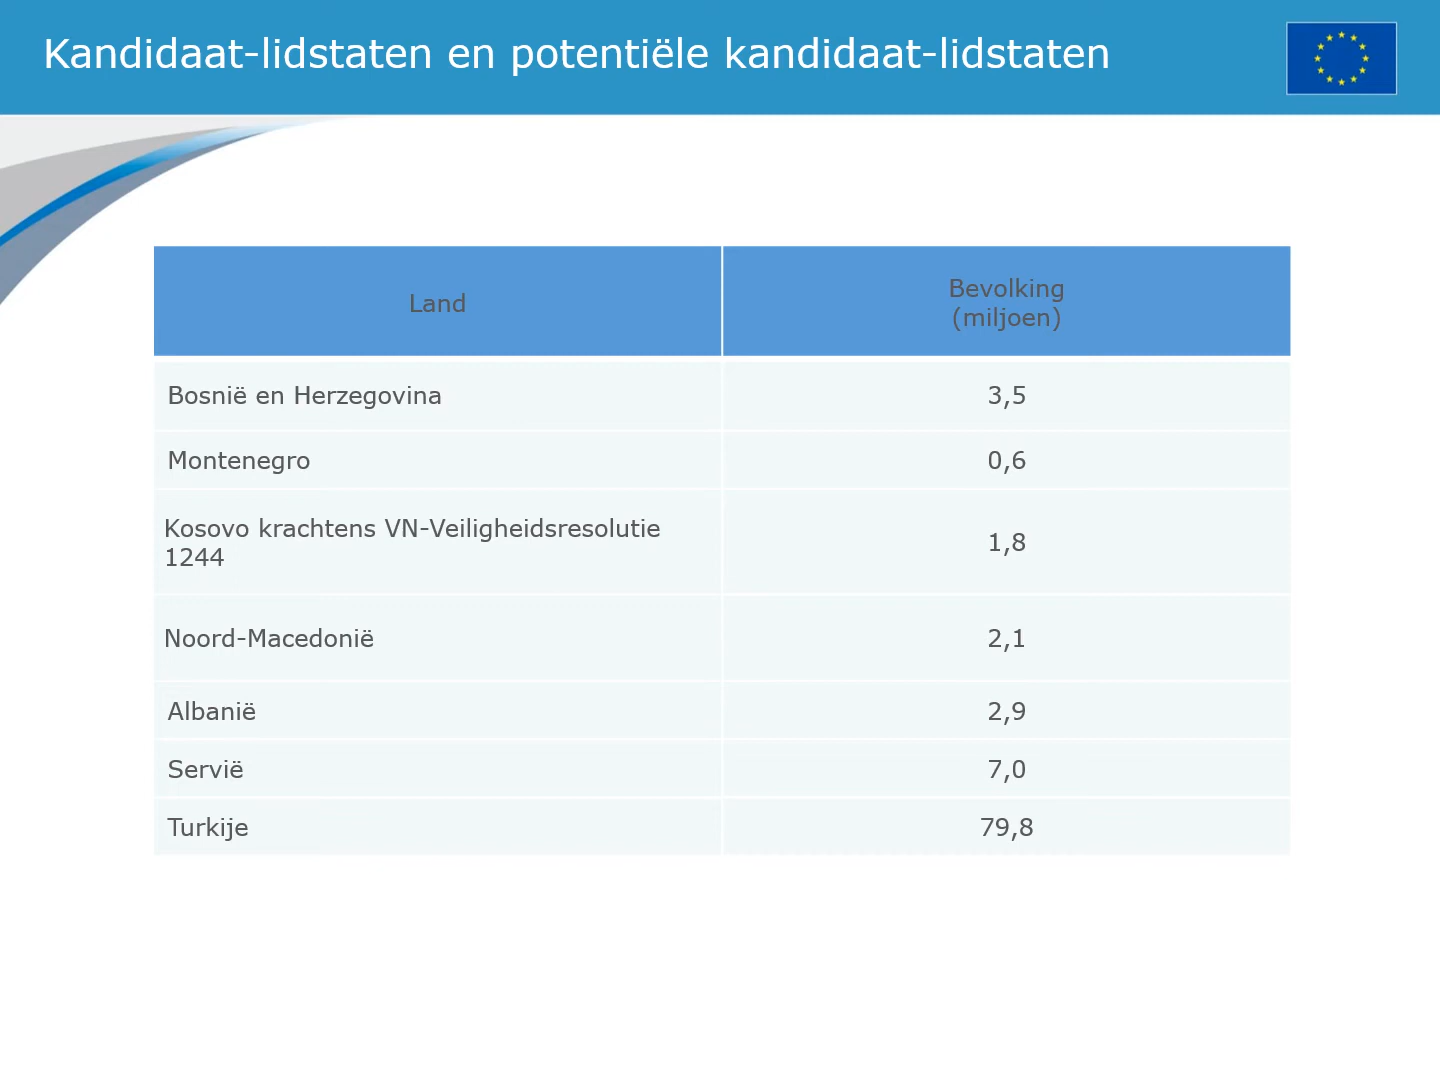 Kandidaat-lidstaten en potentiële kandidaat-lidstaten
Land
Bevolking
(miljoen)
Bosnië en Herzegovina
3,5
Montenegro
0,6
Kosovo krachtens VN-Veiligheidsresolutie
1244
1,8
Noord-Macedonië
2,1
Albanië
2,9
Servië
7,0
Turkije
79,8